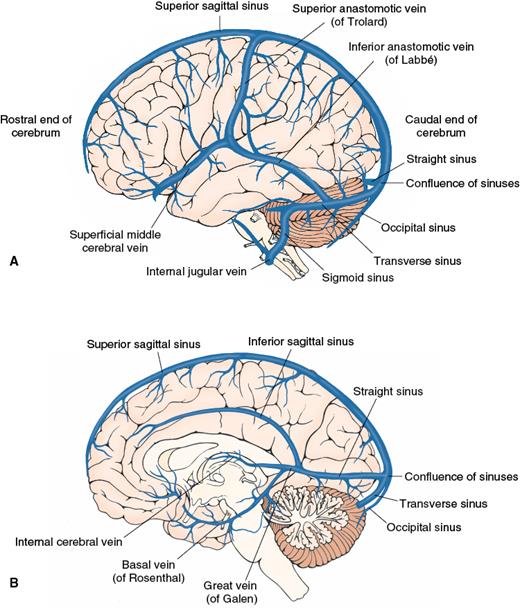 Superior sagittal sinus
Superior anastomotic vein
(of Trolard)
Inferior anastomotic vein
(of Labbé)
Rostral end of
cerebrum
Caudal end of
cerebrum
Straight sinus
Confluence of sinuses
Occipital sinus
Superficial middle
cerebral vein
Transverse sinus
Internal jugular vein
Sigmoid sinus
A
Superior sagittal sinus
Inferior sagittal sinus
Straight sinus
Confluence of sinuses
Transverse sinus
Occipital sinus
Internal cerebral vein
Basal vein
(of Rosenthal)
Great vein
(of Galen)
B